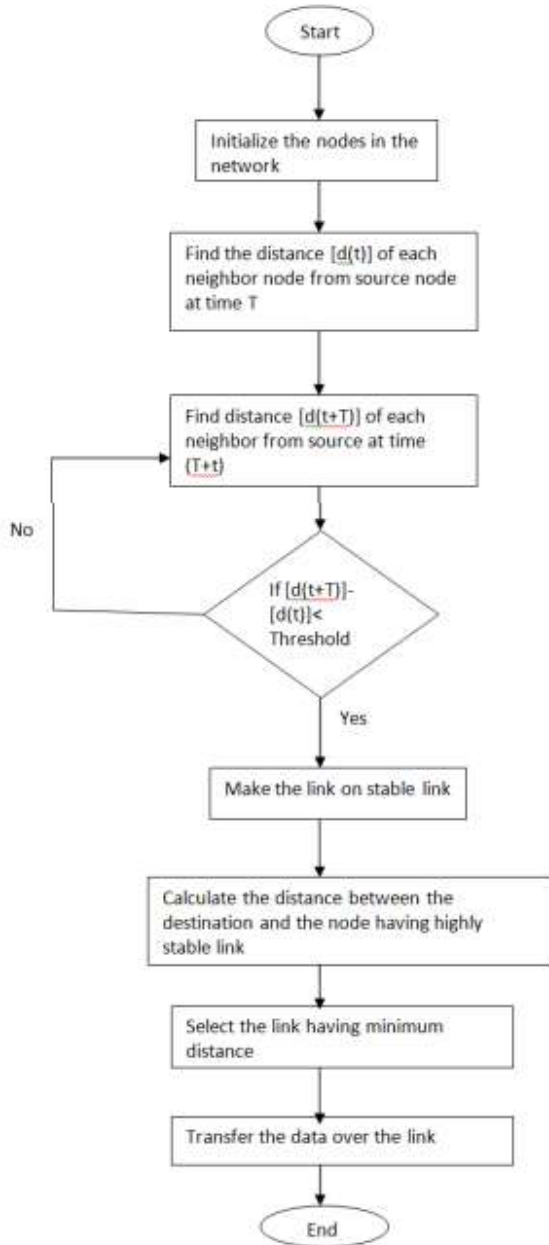 Start
Initialize the nodes in the
network
Find the distance [d(t)] of each
neighbor node from source node
at time T
Find distance [d(t+T)] of each
neighbor from source at time
(T+t)
No
If [d(t+T)]-
[d(t)]<
Threshold
Yes
Make the link on stable link
Calculate the distance between the
destination and the node having highly
stable link
Select the link having minimum
distance
Transfer the data over the link
End